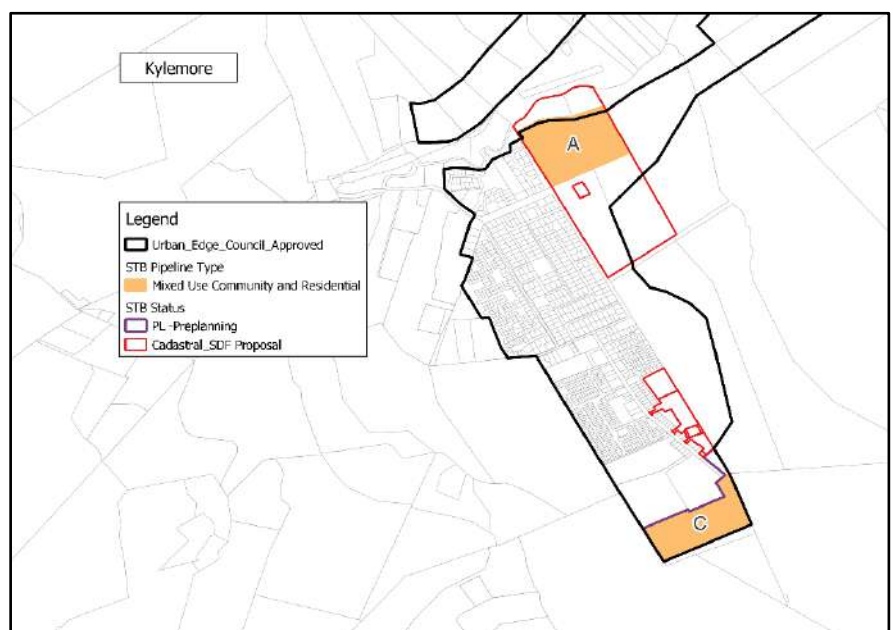 Kylemore
A
Legend
Urban_Edge_Council_Approved
STB Pipeline Type
Mixed Use Community and Residential
STB Status
PL -Preplanning
Cadastral_SDF Proposal
C